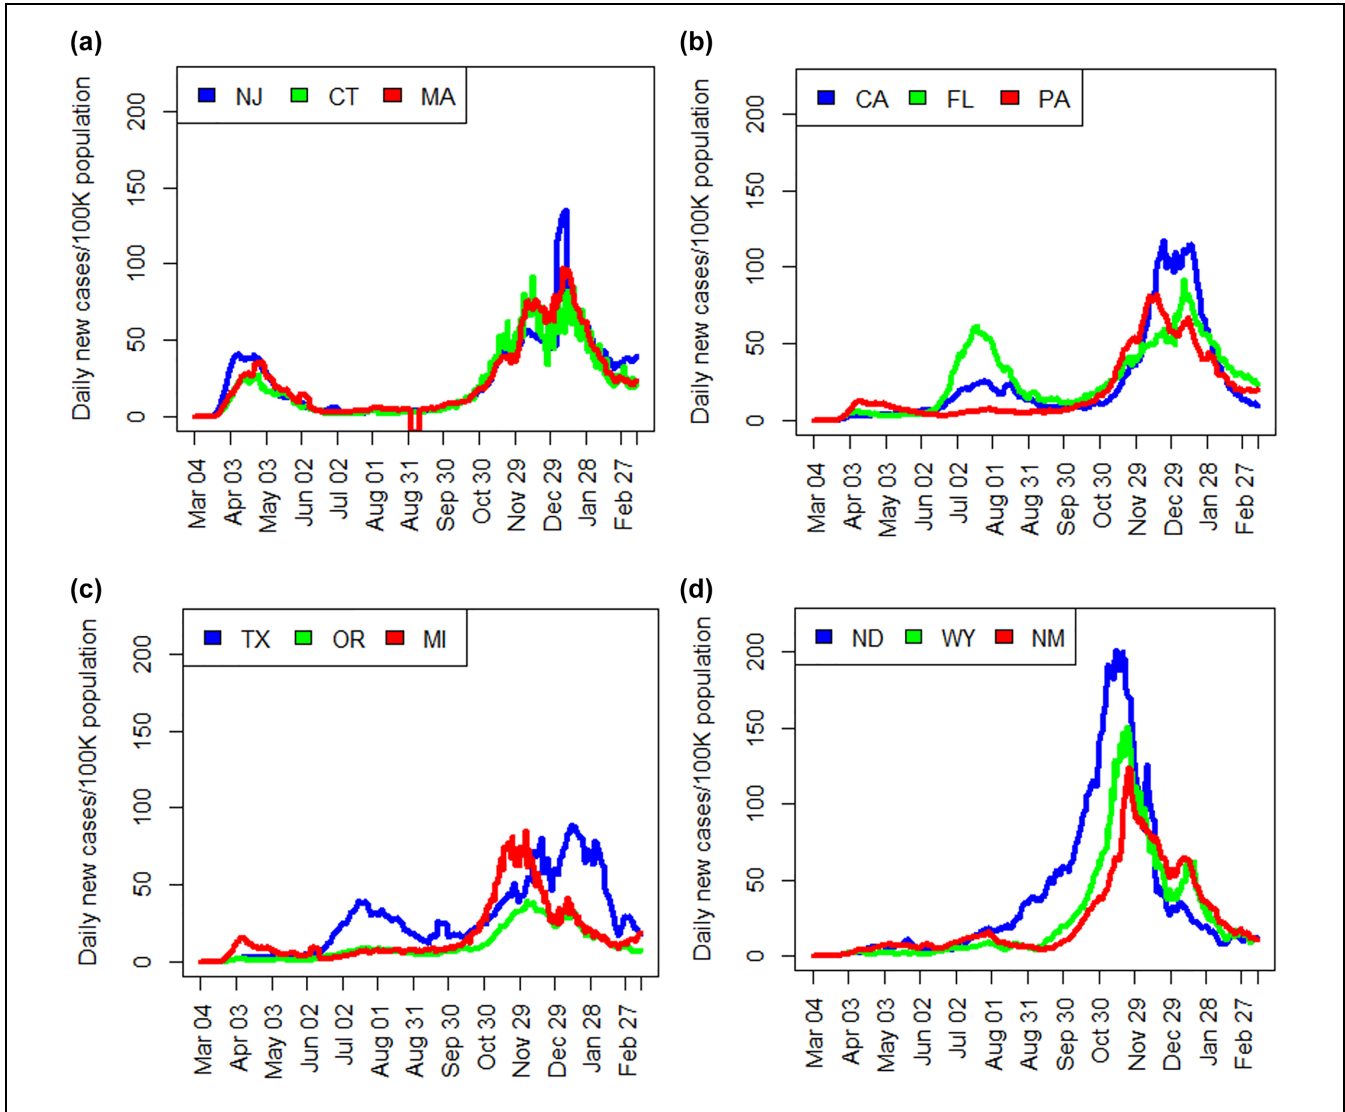 (a)
NJ CT MA
Daily new cases/100K population
0 50 100 150 200
Mar 04 Apr 03 May 03 Jun 02 Jul 02 Aug 01 Aug 31 Sep 30 Oct 30 Nov 29 Dec 29 Jan 28 Feb 27
(b)
CA FL PA
Daily new cases/100K population
0 50 100 150 200
Mar 04 Apr 03 May 03 Jun 02 Jul 02 Aug 01 Aug 31 Sep 30 Oct 30 Nov 29 Dec 29 Jan 28 Feb 27
(c)
TX OR MI
Daily new cases/100K population
0 50 100 150 200
Mar 04 Apr 03 May 03 Jun 02 Jul 02 Aug 01 Aug 31 Sep 30 Oct 30 Nov 29 Dec 29 Jan 28 Feb 27
(d)
ND WY NM
Daily new cases/100K population
0 50 100 150 200
Mar 04 Apr 03 May 03 Jun 02 Jul 02 Aug 01 Aug 31 Sep 30 Oct 30 Nov 29 Dec 29 Jan 28 Feb 27